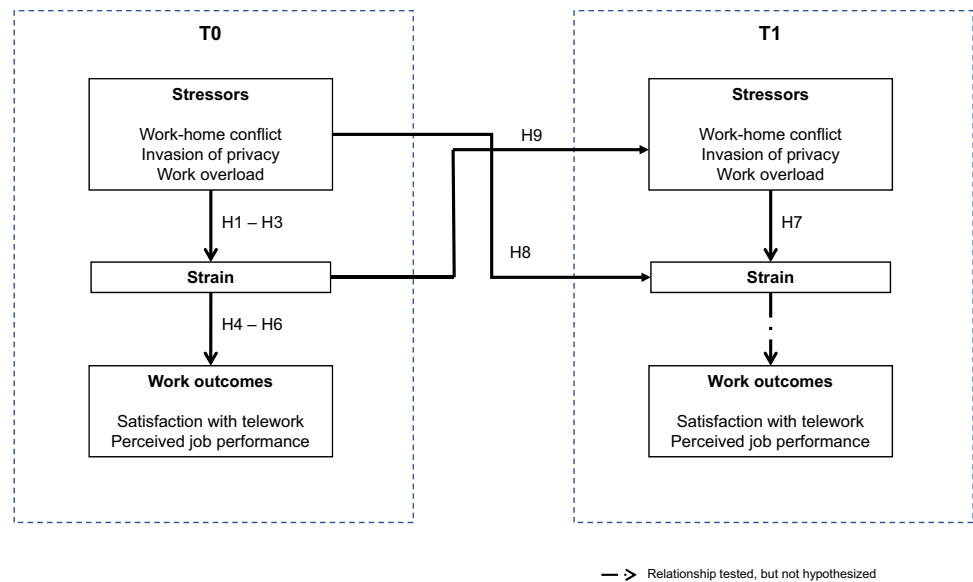 T0
Stressors
Work-home conflict
Invasion of privacy
Work overload
H1 – H3
Strain
H4 – H6
Work outcomes
Satisfaction with telework
Perceived job performance
H9
H8
T1
Stressors
Work-home conflict
Invasion of privacy
Work overload
H7
Strain
Work outcomes
Satisfaction with telework
Perceived job performance
Relationship tested, but not hypothesized